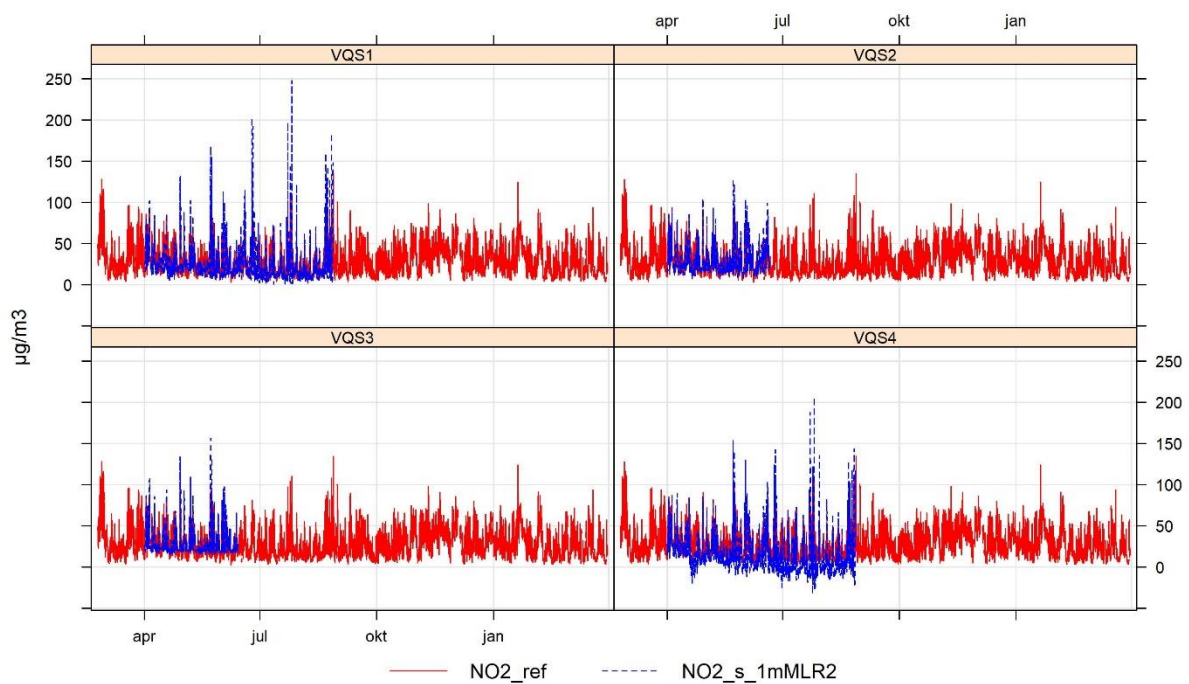 apr jul okt jan
VQS1 VQS2
250
200
150
100
50
0
VQS3 VQS4
250
200
150
100
50
0
µg/m3
apr jul okt jan
NO2_ref NO2_s_1mMLR2